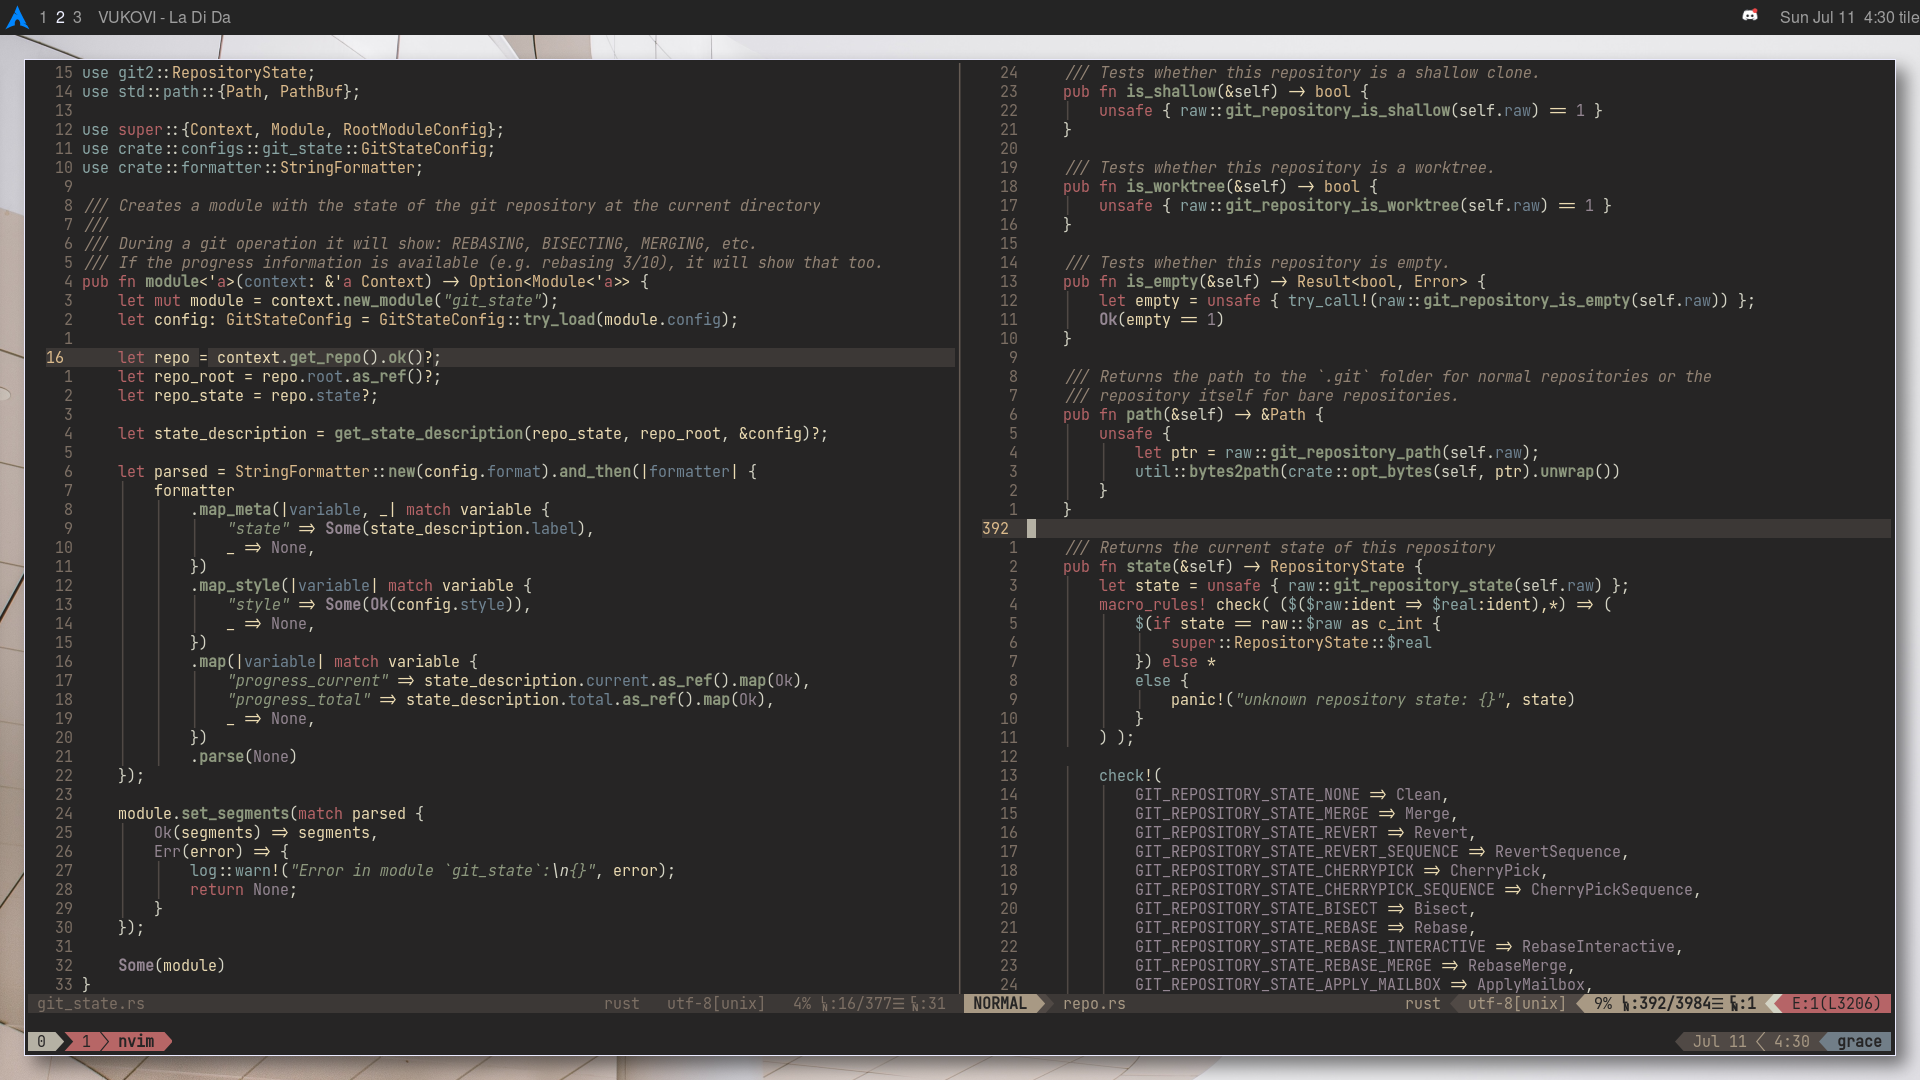 1 2 3 VUKOVI - La Di Da
Sun Jul 11 4:30 tile
15 use git2::RepositoryState;
14 use std::path::{Path, PathBuf};
13
12 use super::{Context, Module, RootModuleConfig};
11 use crate::configs::git_state::GitStateConfig;
10 use crate::formatter::StringFormatter;
9
8 /// Creates a module with the state of the git repository at the current directory
7 ///
6 /// During a git operation it will show: REBASING, BISECTING, MERGING, etc.
5 /// If the progress information is available (e.g. rebasing 3/10), it will show that too.
4 pub fn module<'a>(context: &'a Context) -> Option<Module<'a>> {
3 let mut module = context.new_module("git_state");
2 let config: GitStateConfig = GitStateConfig::try_load(module.config);
1
16 let repo = context.get_repo().ok()?;
1 let repo_root = repo.root.as_ref()?;
2 let repo_state = repo.state?;
3
4 let state_description = get_state_description(repo_state, repo_root, &config)?;
5
6 let parsed = StringFormatter::new(config.format).and_then(|formatter| {
7 formatter
8 .map_meta(|variable, _| match variable {
9 "state" => Some(state_description.label),
10 _ => None,
11 })
12 .map_style(|variable| match variable {
13 "style" => Some(Ok(config.style)),
14 _ => None,
15 })
16 .map(|variable| match variable {
17 "progress_current" => state_description.current.as_ref().map(Ok),
18 "progress_total" => state_description.total.as_ref().map(Ok),
19 _ => None,
20 })
21 .parse(None)
22 });
23
24 module.set_segments(match parsed {
25 Ok(segments) => segments,
26 Err(error) => {
27 log::warn!("Error in module `git_state`:\n{}", error);
28 return None;
29 }
30 });
31
32 Some(module)
33 }
git_state.rs rust utf-8[unix] 4% :16/377☰ :31
24 /// Tests whether this repository is a shallow clone.
23 pub fn is_shallow(&self) -> bool {
22 unsafe { raw::git_repository_is_shallow(self.raw) == 1 }
21 }
20
19 /// Tests whether this repository is a worktree.
18 pub fn is_worktree(&self) -> bool {
17 unsafe { raw::git_repository_is_worktree(self.raw) == 1 }
16 }
15
14 /// Tests whether this repository is empty.
13 pub fn is_empty(&self) -> Result<bool, Error> {
12 let empty = unsafe { try_call!(raw::git_repository_is_empty(self.raw)) };
11 Ok(empty == 1)
10 }
9
8 /// Returns the path to the `.git` folder for normal repositories or the
7 /// repository itself for bare repositories.
6 pub fn path(&self) -> &Path {
5 unsafe {
4 let ptr = raw::git_repository_path(self.raw);
3 util::bytes2path(crate::opt_bytes(self, ptr).unwrap())
2 }
1 }
392
1 /// Returns the current state of this repository
2 pub fn state(&self) -> RepositoryState {
3 let state = unsafe { raw::git_repository_state(self.raw) };
4 macro_rules! check( ($($raw:ident => $real:ident),*) => (
5 $(if state == raw::$raw as c_int {
6 super::RepositoryState::$real
7 }) else *
8 else {
9 panic!("unknown repository state: {}", state)
10 }
11 ) );
12
13 check!(
14 GIT_REPOSITORY_STATE_NONE => Clean,
15 GIT_REPOSITORY_STATE_MERGE => Merge,
16 GIT_REPOSITORY_STATE_REVERT => Revert,
17 GIT_REPOSITORY_STATE_REVERT_SEQUENCE => RevertSequence,
18 GIT_REPOSITORY_STATE_CHERRYPICK => CherryPick,
19 GIT_REPOSITORY_STATE_CHERRYPICK_SEQUENCE => CherryPickSequence,
20 GIT_REPOSITORY_STATE_BISECT => Bisect,
21 GIT_REPOSITORY_STATE_REBASE => Rebase,
22 GIT_REPOSITORY_STATE_REBASE_INTERACTIVE => RebaseInteractive,
23 GIT_REPOSITORY_STATE_REBASE_MERGE => RebaseMerge,
24 GIT_REPOSITORY_STATE_APPLY_MAILBOX => ApplyMailbox,
NORMAL repo.rs rust utf-8[unix] 9% :392/3984☰ :1 E:1(L3206)
0 1 nvim
Jul 11 4:30 grace